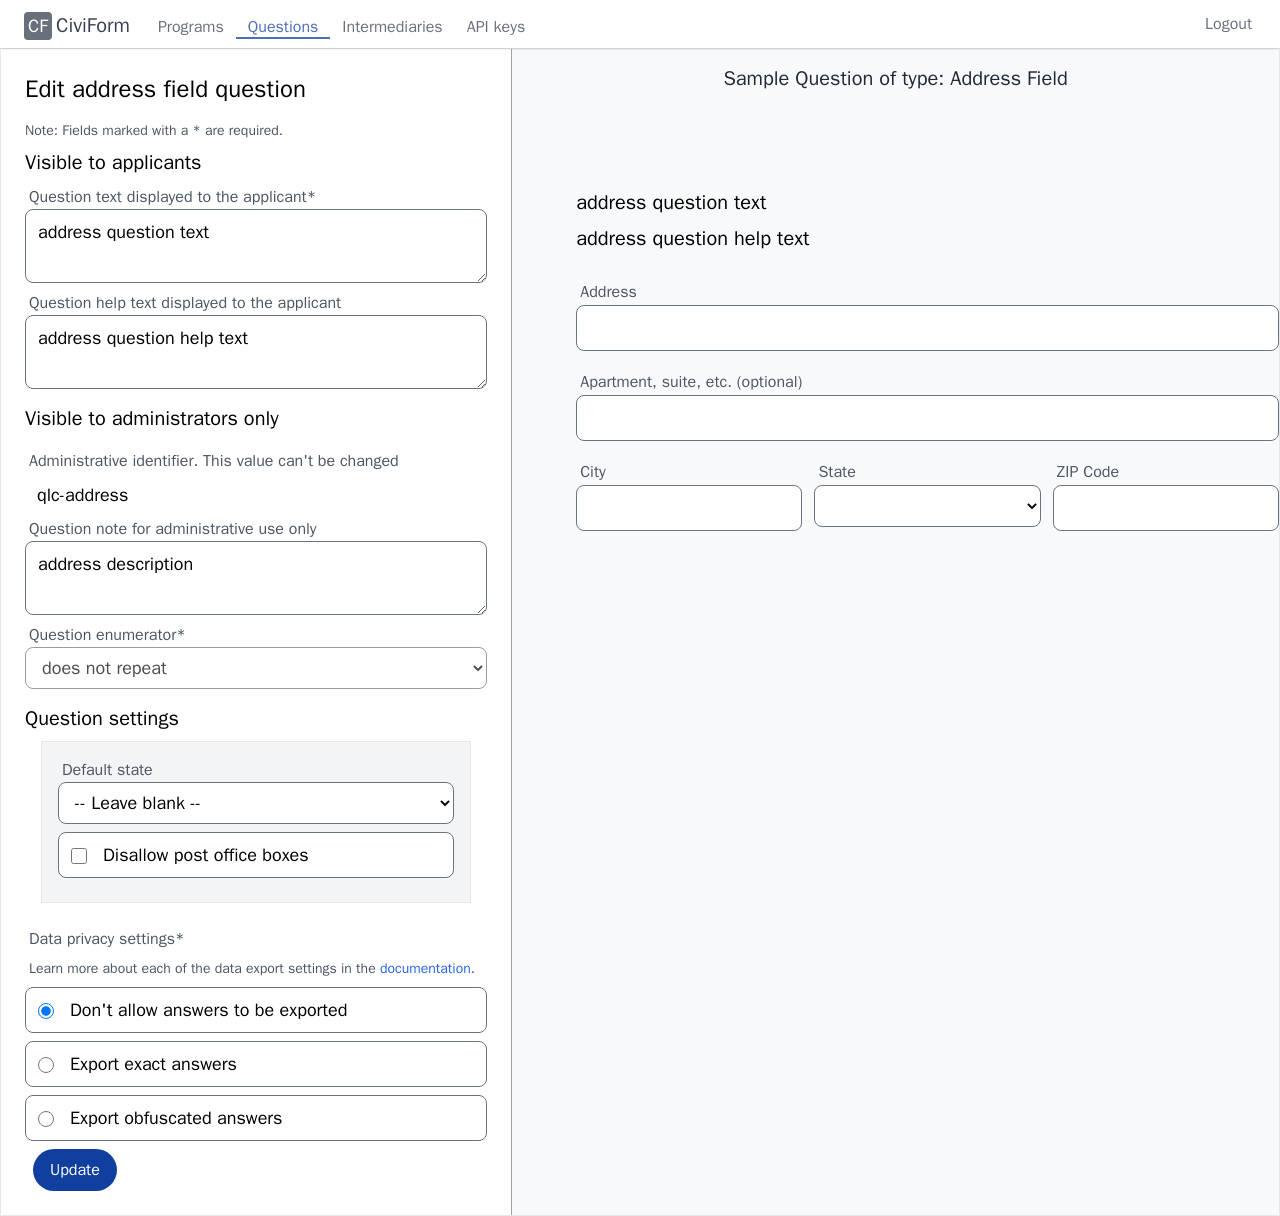 CF CiviForm Programs Questions Intermediaries API keys Logout
Edit address field question
Note: Fields marked with a * are required.
Visible to applicants
Question text displayed to the applicant*
address question text
Question help text displayed to the applicant
address question help text
Visible to administrators only
Administrative identifier. This value can't be changed
qlc-address
Question note for administrative use only
address description
Question enumerator*
does not repeat
Question settings
Default state
-- Leave blank --
Disallow post office boxes
Data privacy settings*
Learn more about each of the data export settings in the documentation.
Don't allow answers to be exported
Export exact answers
Export obfuscated answers
Update
Sample Question of type: Address Field
address question text
address question help text
Address
Apartment, suite, etc. (optional)
City State ZIP Code